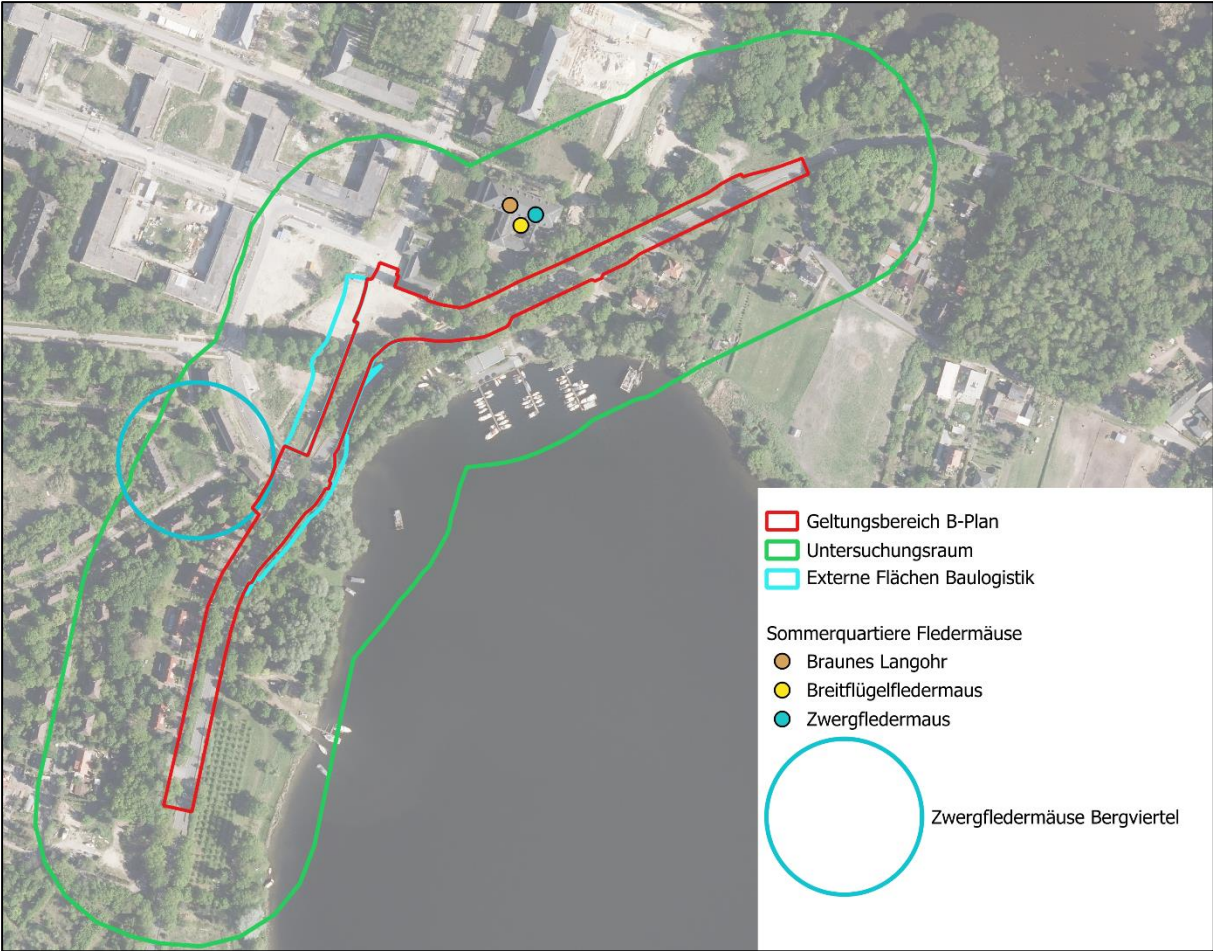 Geltungsbereich B-Plan
Untersuchungsraum
Externe Flächen Baulogistik
Sommerquartiere Fledermäuse
Braunes Langohr
Breitflügelfledermaus
Zwergfledermaus
Zwergfledermäuse Bergviertel